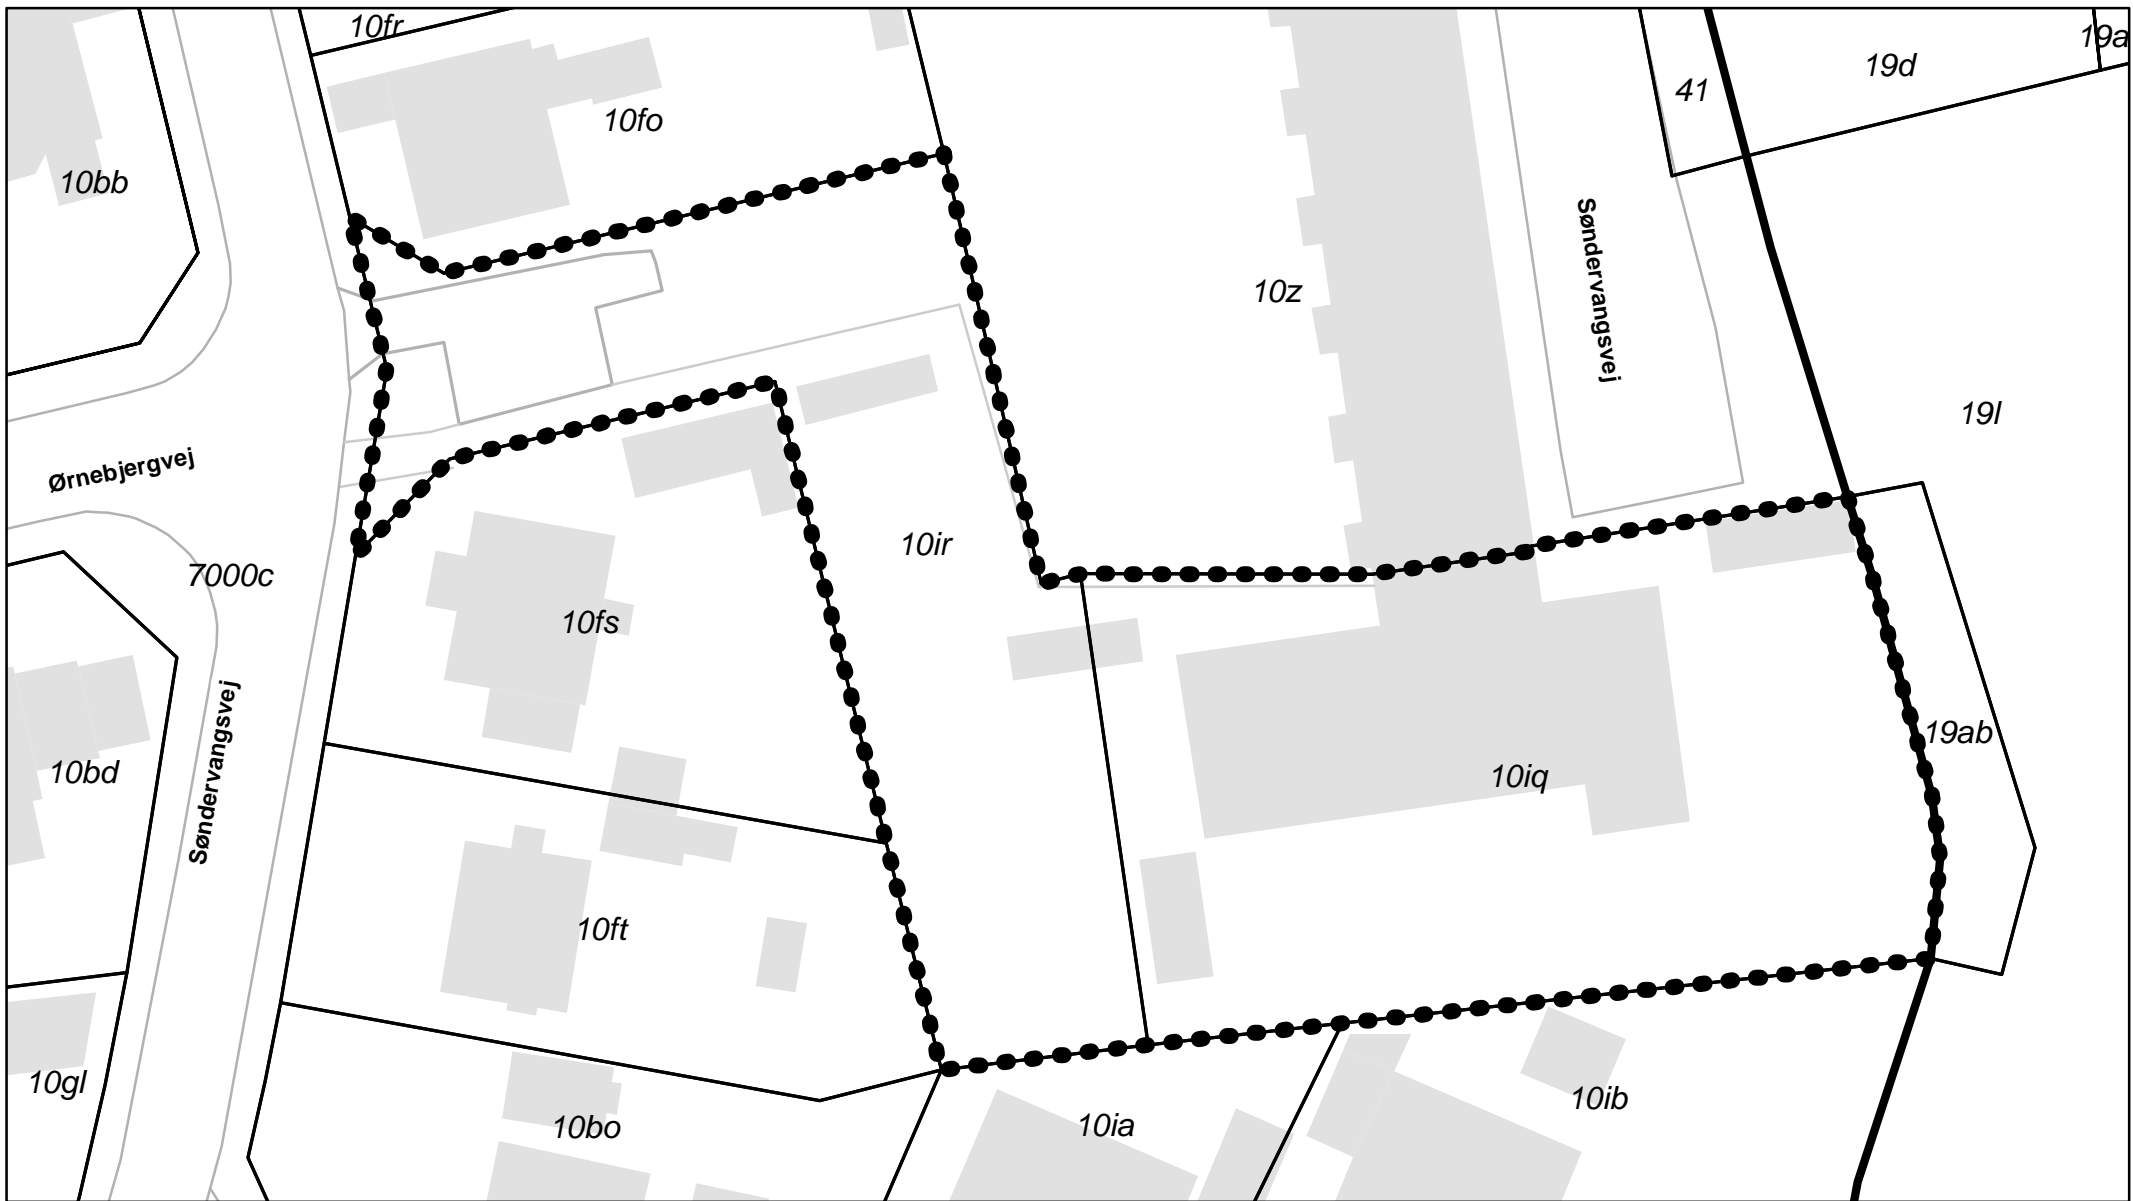 10fr
19a
19d
41
10fo
10bb
Søndervangsvej
10z
19l
Ørnebjergvej
10ir
7000c
10fs
19ab
10bd
Søndervangsvej
10iq
10ft
10gl
10ib
10bo
10ia